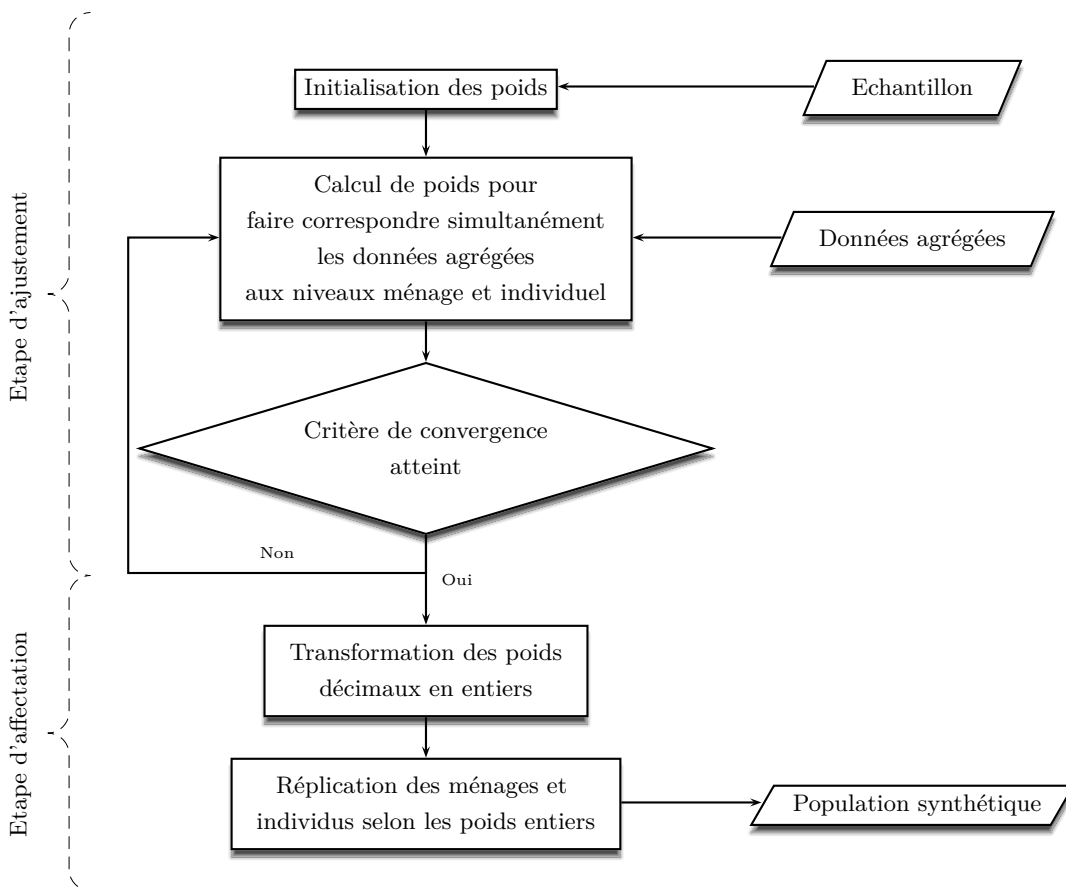 Initialisation des poids
Echantillon
Calcul de poids pour
faire correspondre simultanément
les données agrégées
aux niveaux ménage et individuel
Données agrégées
Etape d'ajustement
Critère de convergence
atteint
Non
Oui
Transformation des poids
décimaux en entiers
Etape d'affectation
Réplication des ménages et
individus selon les poids entiers
Population synthétique